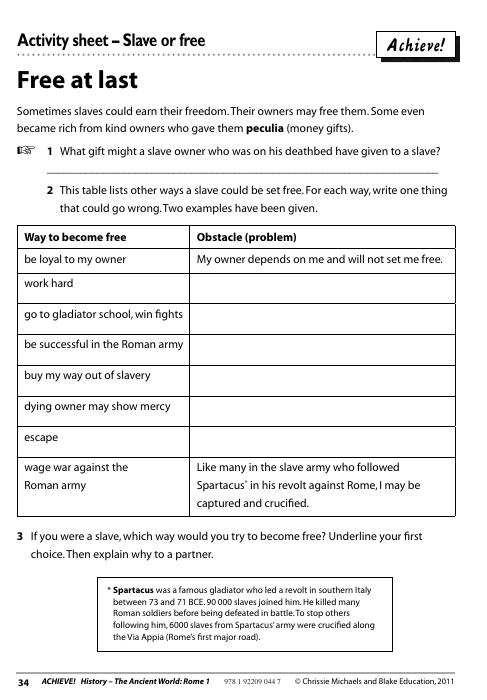 Activity sheet – Slave or free
Achieve!
Free at last
Sometimes slaves could earn their freedom. Their owners may free them. Some even
became rich from kind owners who gave them peculia (money gifts).
1 What gift might a slave owner who was on his deathbed have given to a slave?
2 This table lists other ways a slave could be set free. For each way, write one thing
that could go wrong. Two examples have been given.
Way to become free
Obstacle (problem)
be loyal to my owner
My owner depends on me and will not set me free.
work hard
go to gladiator school, win fights
be successful in the Roman army
buy my way out of slavery
dying owner may show mercy
escape
wage war against the
Roman army
Like many in the slave army who followed
Spartacus* in his revolt against Rome, I may be
captured and crucified.
3 If you were a slave, which way would you try to become free? Underline your first
choice. Then explain why to a partner.
* Spartacus was a famous gladiator who led a revolt in southern Italy
between 73 and 71 BCE. 90 000 slaves joined him. He killed many
Roman soldiers before being defeated in battle. To stop others
following him, 6000 slaves from Spartacus' army were crucified along
the Via Appia (Rome's first major road).
34 ACHIEVE! History – The Ancient World: Rome 1 978 1 92209 044 7 © Chrissie Michaels and Blake Education, 2011